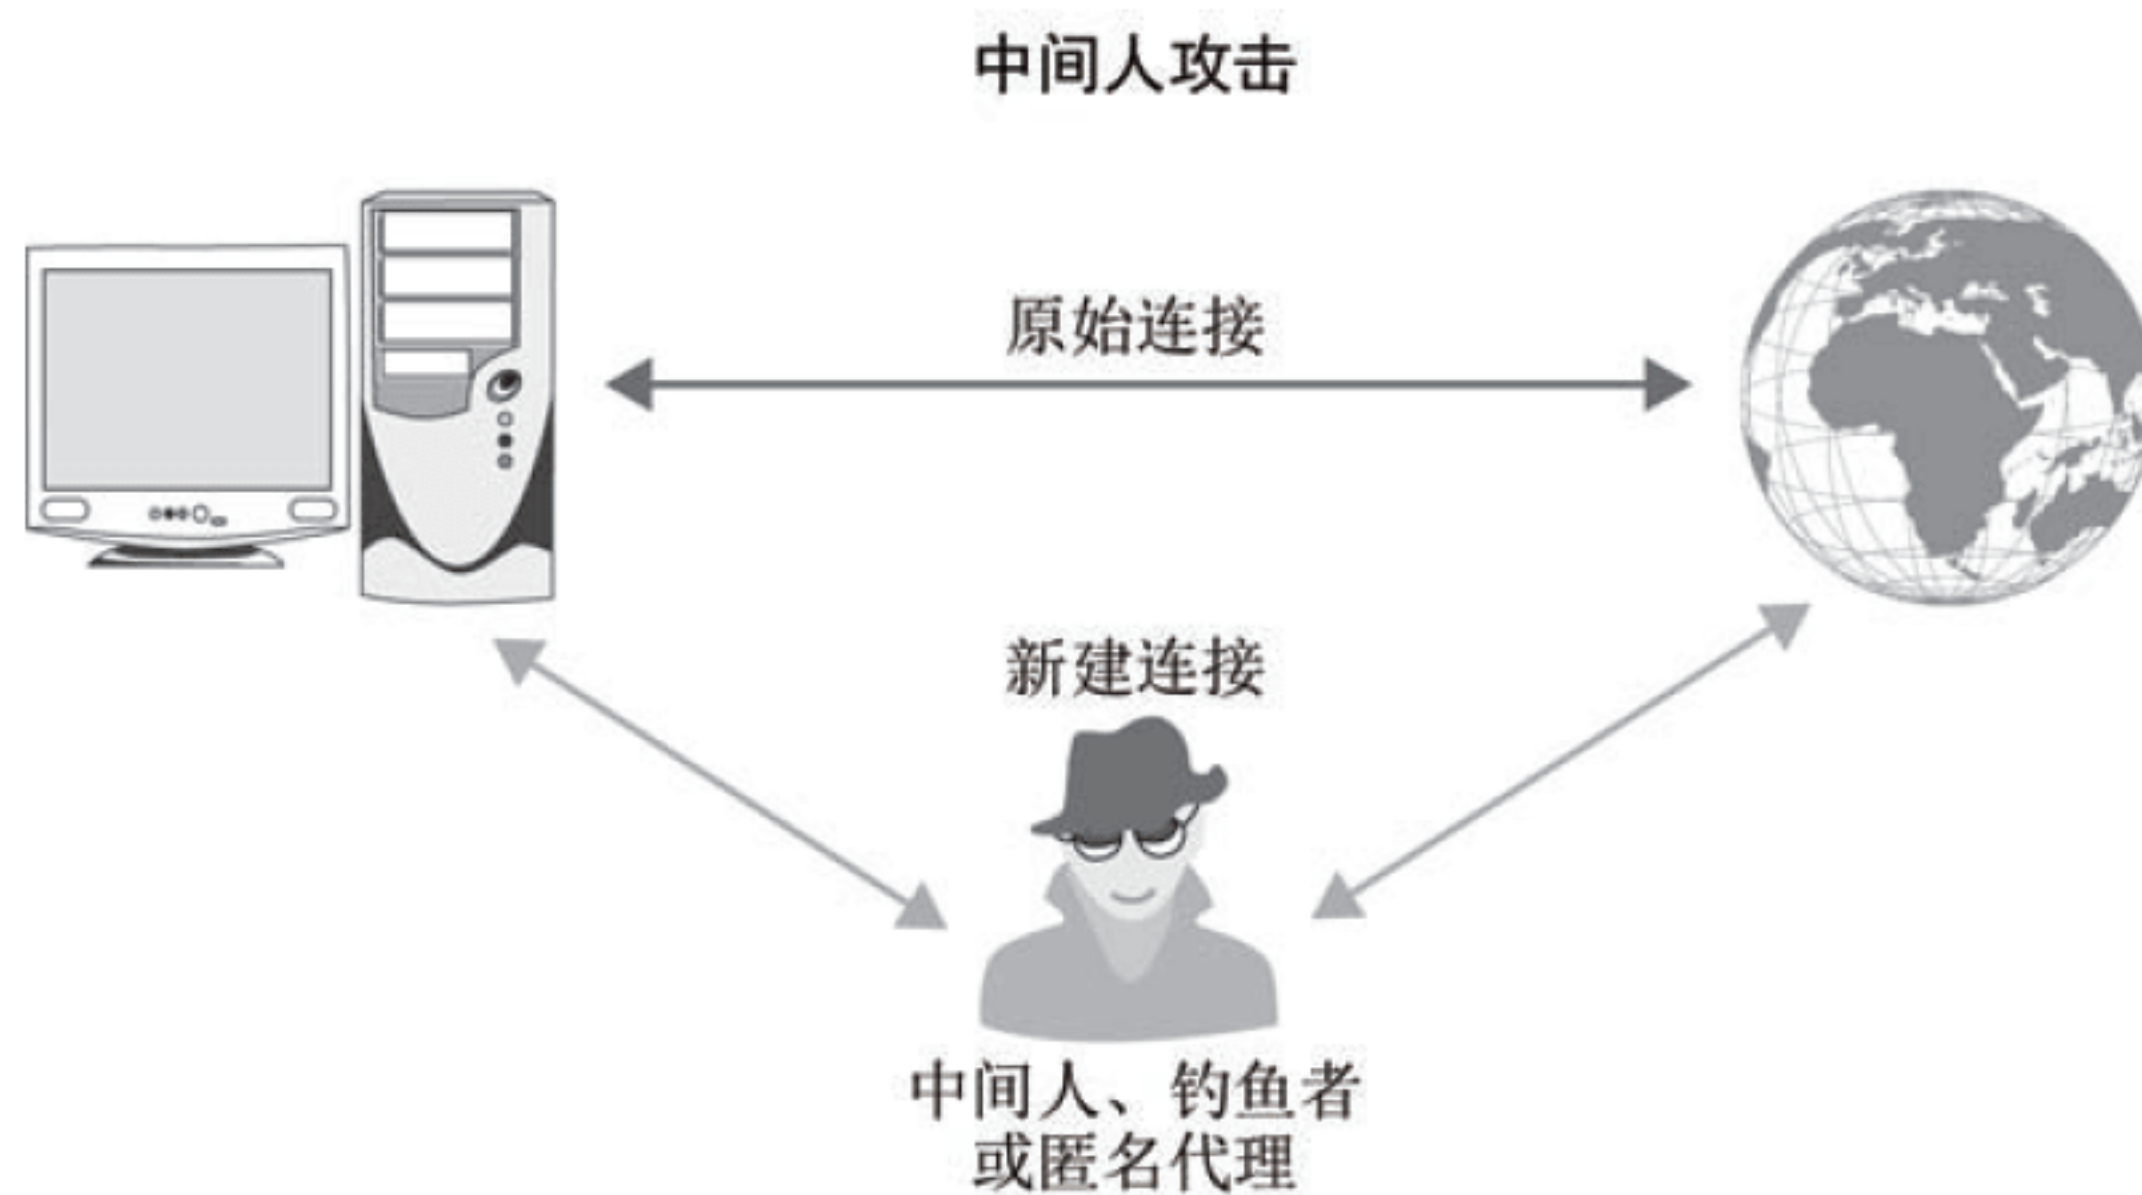 中间人攻击
原始连接
新建连接
中间人、钓鱼者
或匿名代理